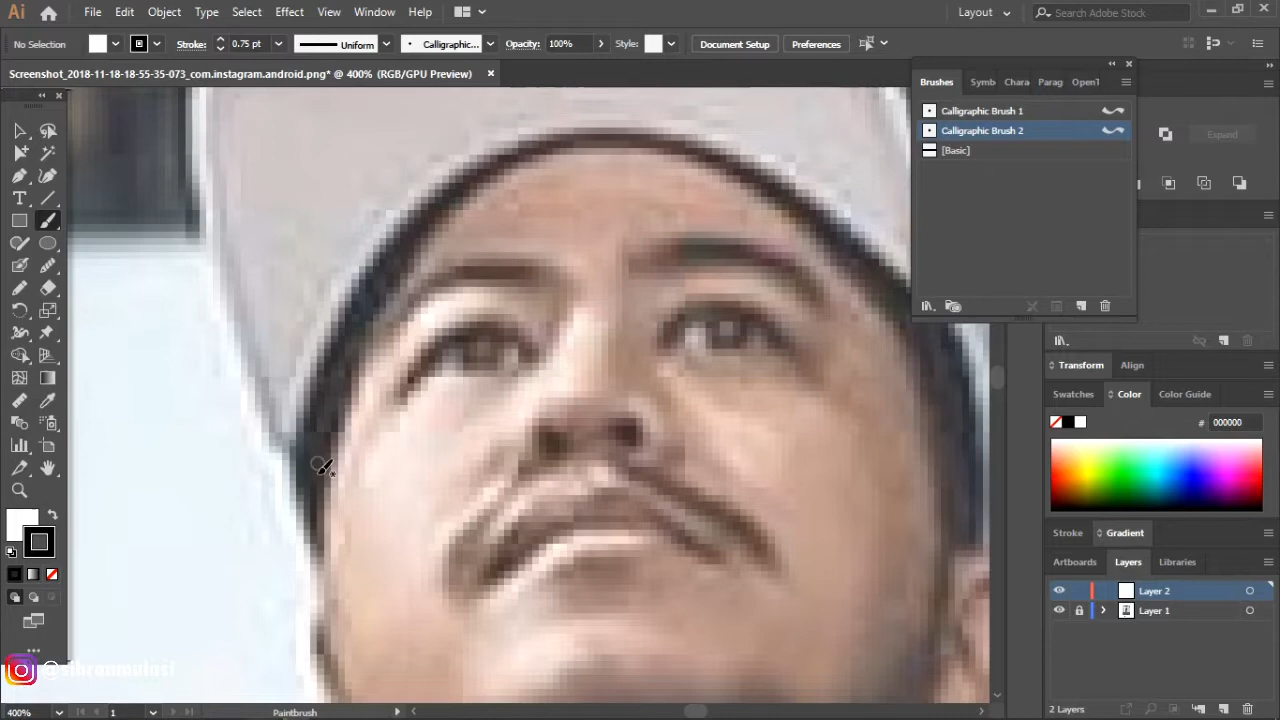 Ai File Edit Object Type Select Effect View Window Help Layout Search Adobe Stock
No Selection Stroke: 0.75 pt Uniform Calligraphic... Opacity: 100% Style: Document Setup Preferences
Screenshot_2018-11-18-18-55-35-073_com.instagram.android.png* @ 400% (RGB/GPU Preview)
Brushes Symb Chara Parag OpenT
Calligraphic Brush 1
Calligraphic Brush 2
[Basic]
Expand
Transform Align
Swatches Color Color Guide
# 000000
Stroke Gradient
Artboards Layers Libraries
Layer 2
Layer 1
400% 1 Paintbrush 2 Layers